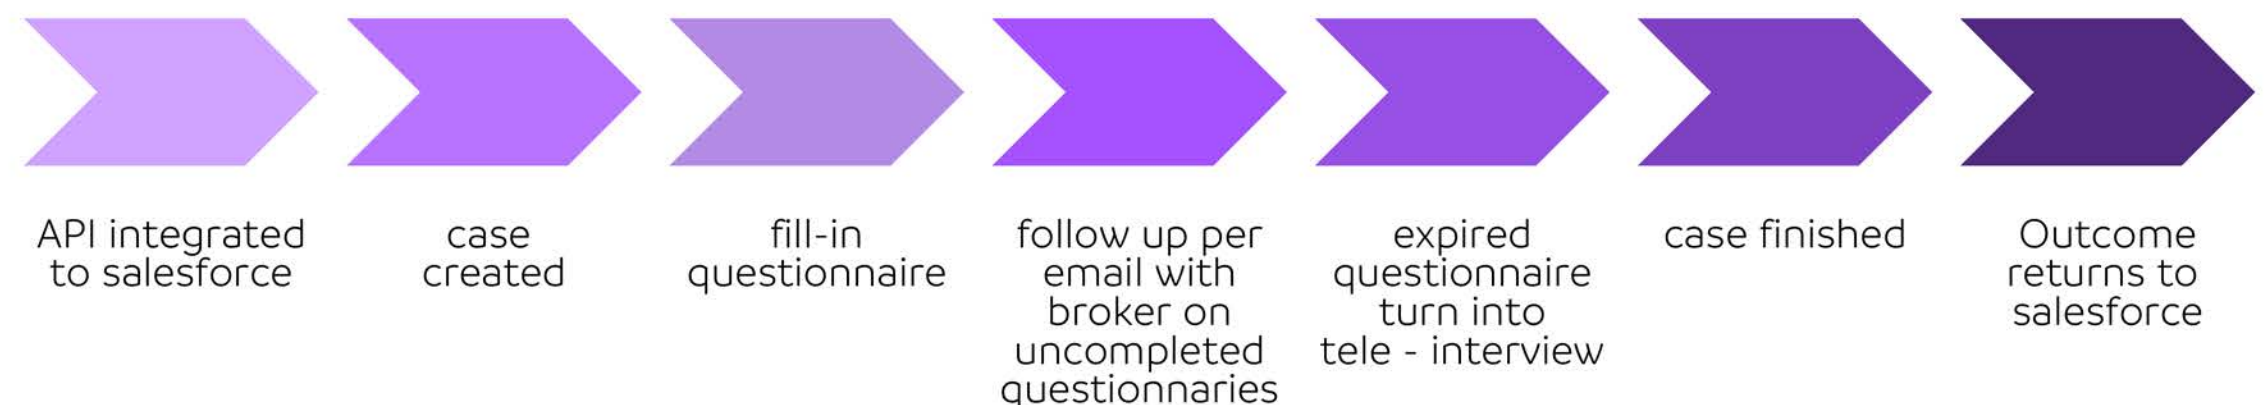 API integrated
to salesforce
case
created
fill-in
questionnaire
follow up per
email with
broker on
uncompleted
questionnaries
expired
questionnaire
turn into
tele - interview
case finished
Outcome
returns to
salesforce